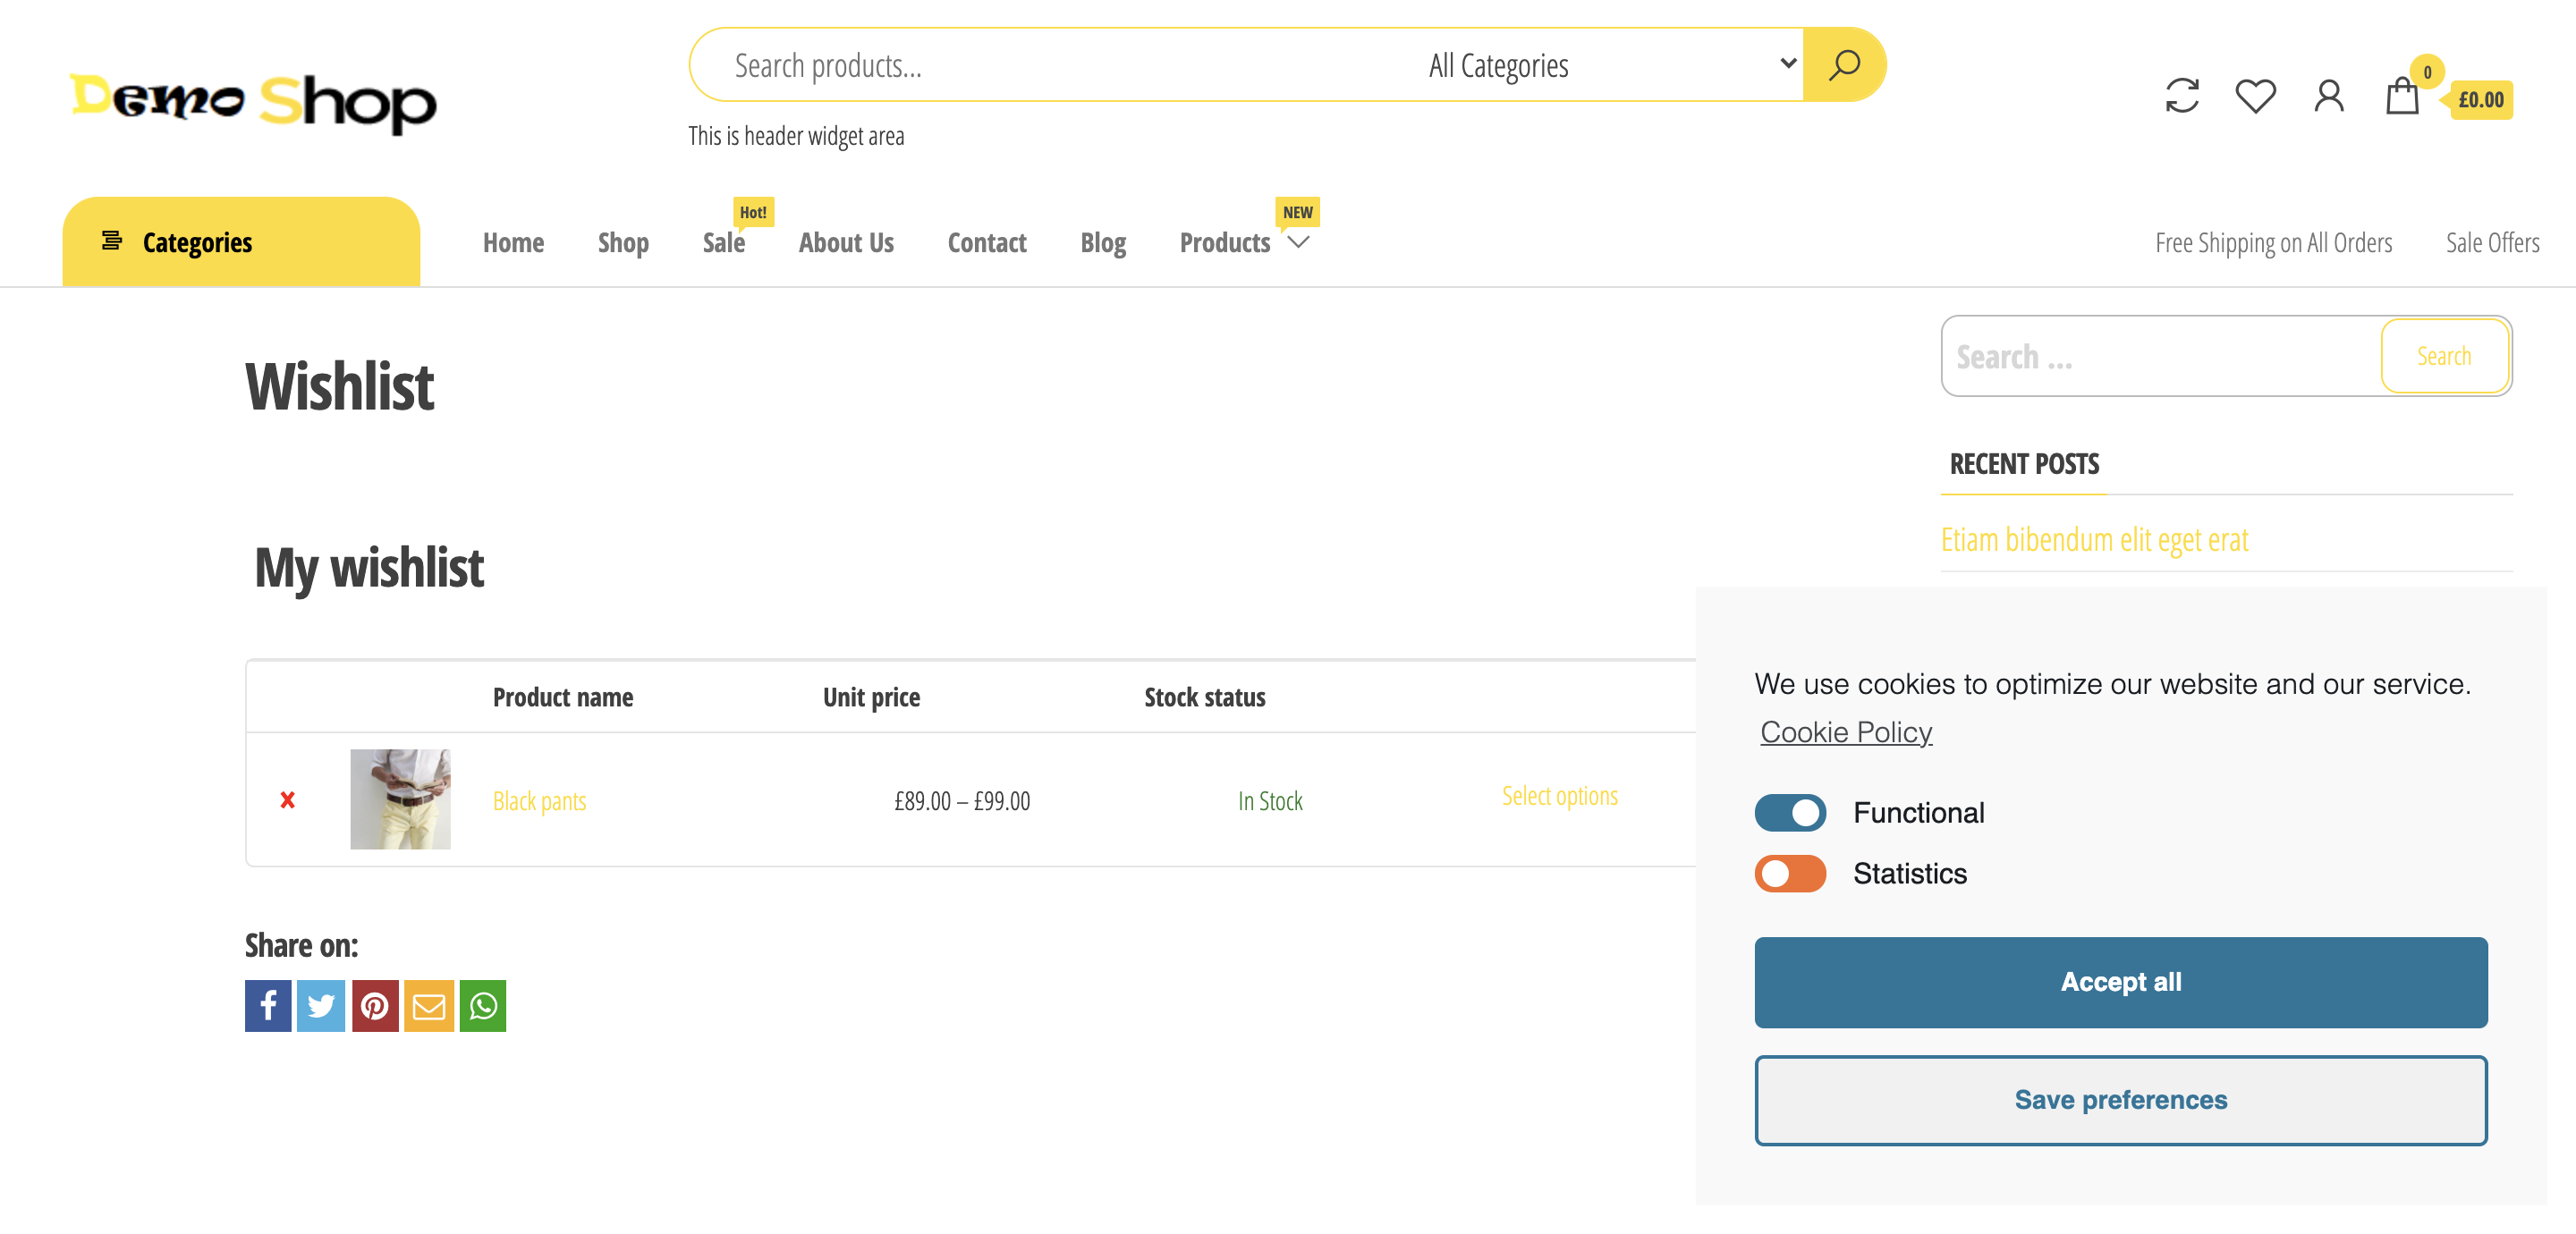 Demo Shop
Search products...
All Categories
This is header widget area
0
£0.00
Categories
Home
Shop
Sale
Hot!
About Us
Contact
Blog
Products
NEW
Free Shipping on All Orders
Sale Offers
Wishlist
Search ...
Search
RECENT POSTS
Etiam bibendum elit eget erat
My wishlist
Product name
Unit price
Stock status
Black pants
£89.00 – £99.00
In Stock
Select options
Share on:
We use cookies to optimize our website and our service.
Cookie Policy
Functional
Statistics
Accept all
Save preferences